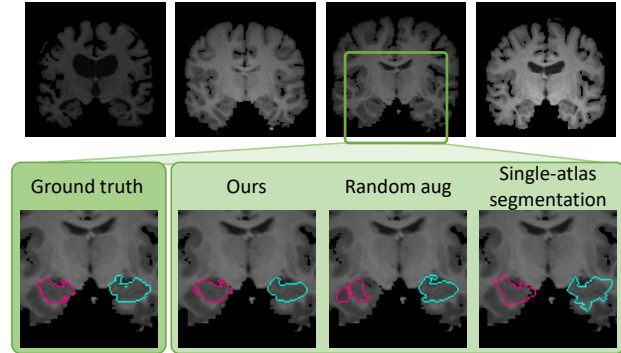 Ground truth
Ours
Random aug
Single-atlas
segmentation